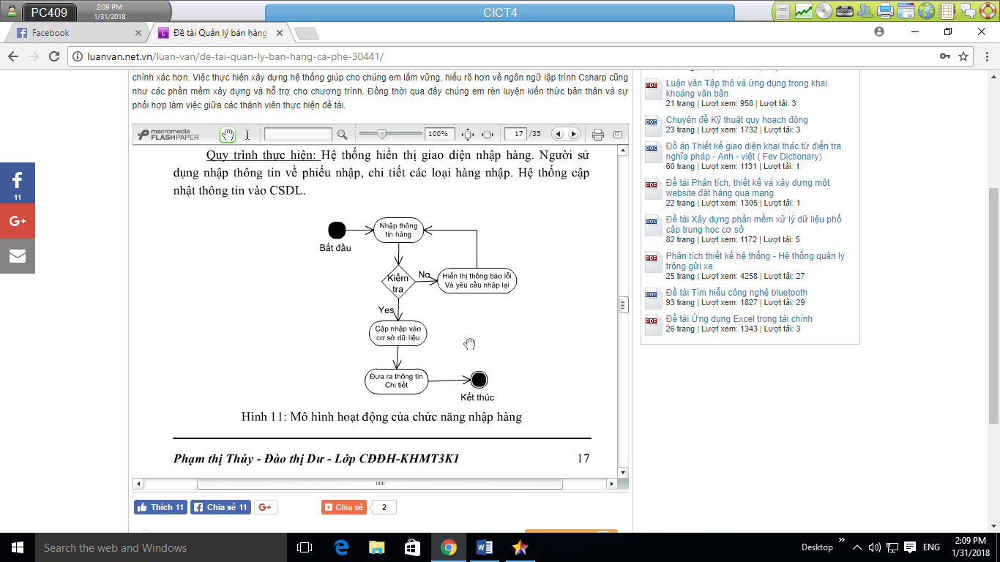 PC409
2:09 PM
1/31/2018
CICT4
Facebook
Đề tài Quản lý bán hàng
luanvan.net.vn/luan-van/de-tai-quan-ly-ban-hang-ca-phe-30441/
chính xác hơn. Việc thực hiện xây dựng hệ thống giúp cho chúng em lắm vững, hiểu rõ hơn về ngôn ngữ lập trình Csharp cũng
như các phần mềm xây dựng và hỗ trợ cho chương trình. Đồng thời qua đây chúng em rèn luyện kiến thức bản thân và sự
phối hợp làm việc giữa các thành viên thực hiện đề tài.
macromedia
FLASHPAPER
100%
17 /35
Quy trình thực hiện: Hệ thống hiển thị giao diện nhập hàng. Người sử
dụng nhập thông tin về phiếu nhập, chi tiết các loại hàng nhập. Hệ thống cập
nhật thông tin vào CSDL.
Nhập thông
tin hàng
Bắt đầu
Kiểm
tra
No
Hiển thị thông báo lỗi
Và yêu cầu nhập lại
Yes
Cập nhập vào
cơ sở dữ liệu
Đưa ra thông tin
Chi tiết
Kết thúc
Hình 11: Mô hình hoạt động của chức năng nhập hàng
Phạm thị Thúy - Đào thị Dư - Lớp CĐĐH-KHMT3K1 17
11
G+
Thích 11
Chia sẻ 11
G+
Chia sẻ
2
PDF
Luận văn Tập thô và ứng dụng trong khai
khoáng văn bản
21 trang | Lượt xem: 958 | Lượt tải: 3
DOC
Chuyên đề Kỹ thuật quy hoạch động
23 trang | Lượt xem: 1732 | Lượt tải: 3
DOC
Đồ án Thiết kế giao diện khai thác từ điển tra
nghĩa pháp - Anh - việt ( Fev Dictionary)
60 trang | Lượt xem: 1131 | Lượt tải: 1
PDF
Đề tài Phân tích, thiết kế và xây dựng một
website đặt hàng qua mạng
22 trang | Lượt xem: 1305 | Lượt tải: 1
DOC
Đề tài Xây dựng phần mềm xử lý dữ liệu phổ
cập trung học cơ sở
82 trang | Lượt xem: 1172 | Lượt tải: 5
PDF
Phân tích thiết kế hệ thống - Hệ thống quản lý
trông gửi xe
25 trang | Lượt xem: 4258 | Lượt tải: 27
DOC
Đề tài Tìm hiểu công nghệ bluetooth
93 trang | Lượt xem: 1827 | Lượt tải: 29
PDF
Đề tài Ứng dụng Excel trong tài chính
26 trang | Lượt xem: 1343 | Lượt tải: 3
Search the web and Windows
Desktop
ENG
2:09 PM
1/31/2018